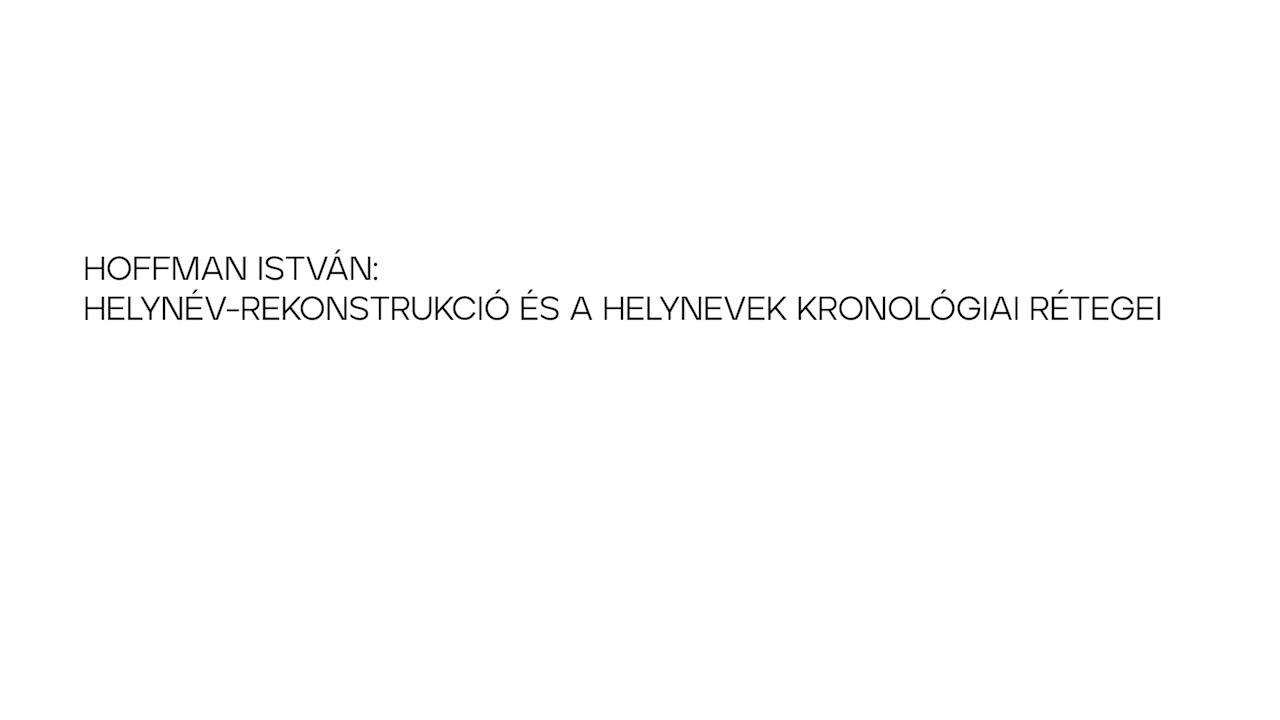 HOFFMAN ISTVÁN:
HELYNÉV-REKONSTRUKCIÓ ÉS A HELYNEVEK KRONOLÓGIAI RÉTEGEI